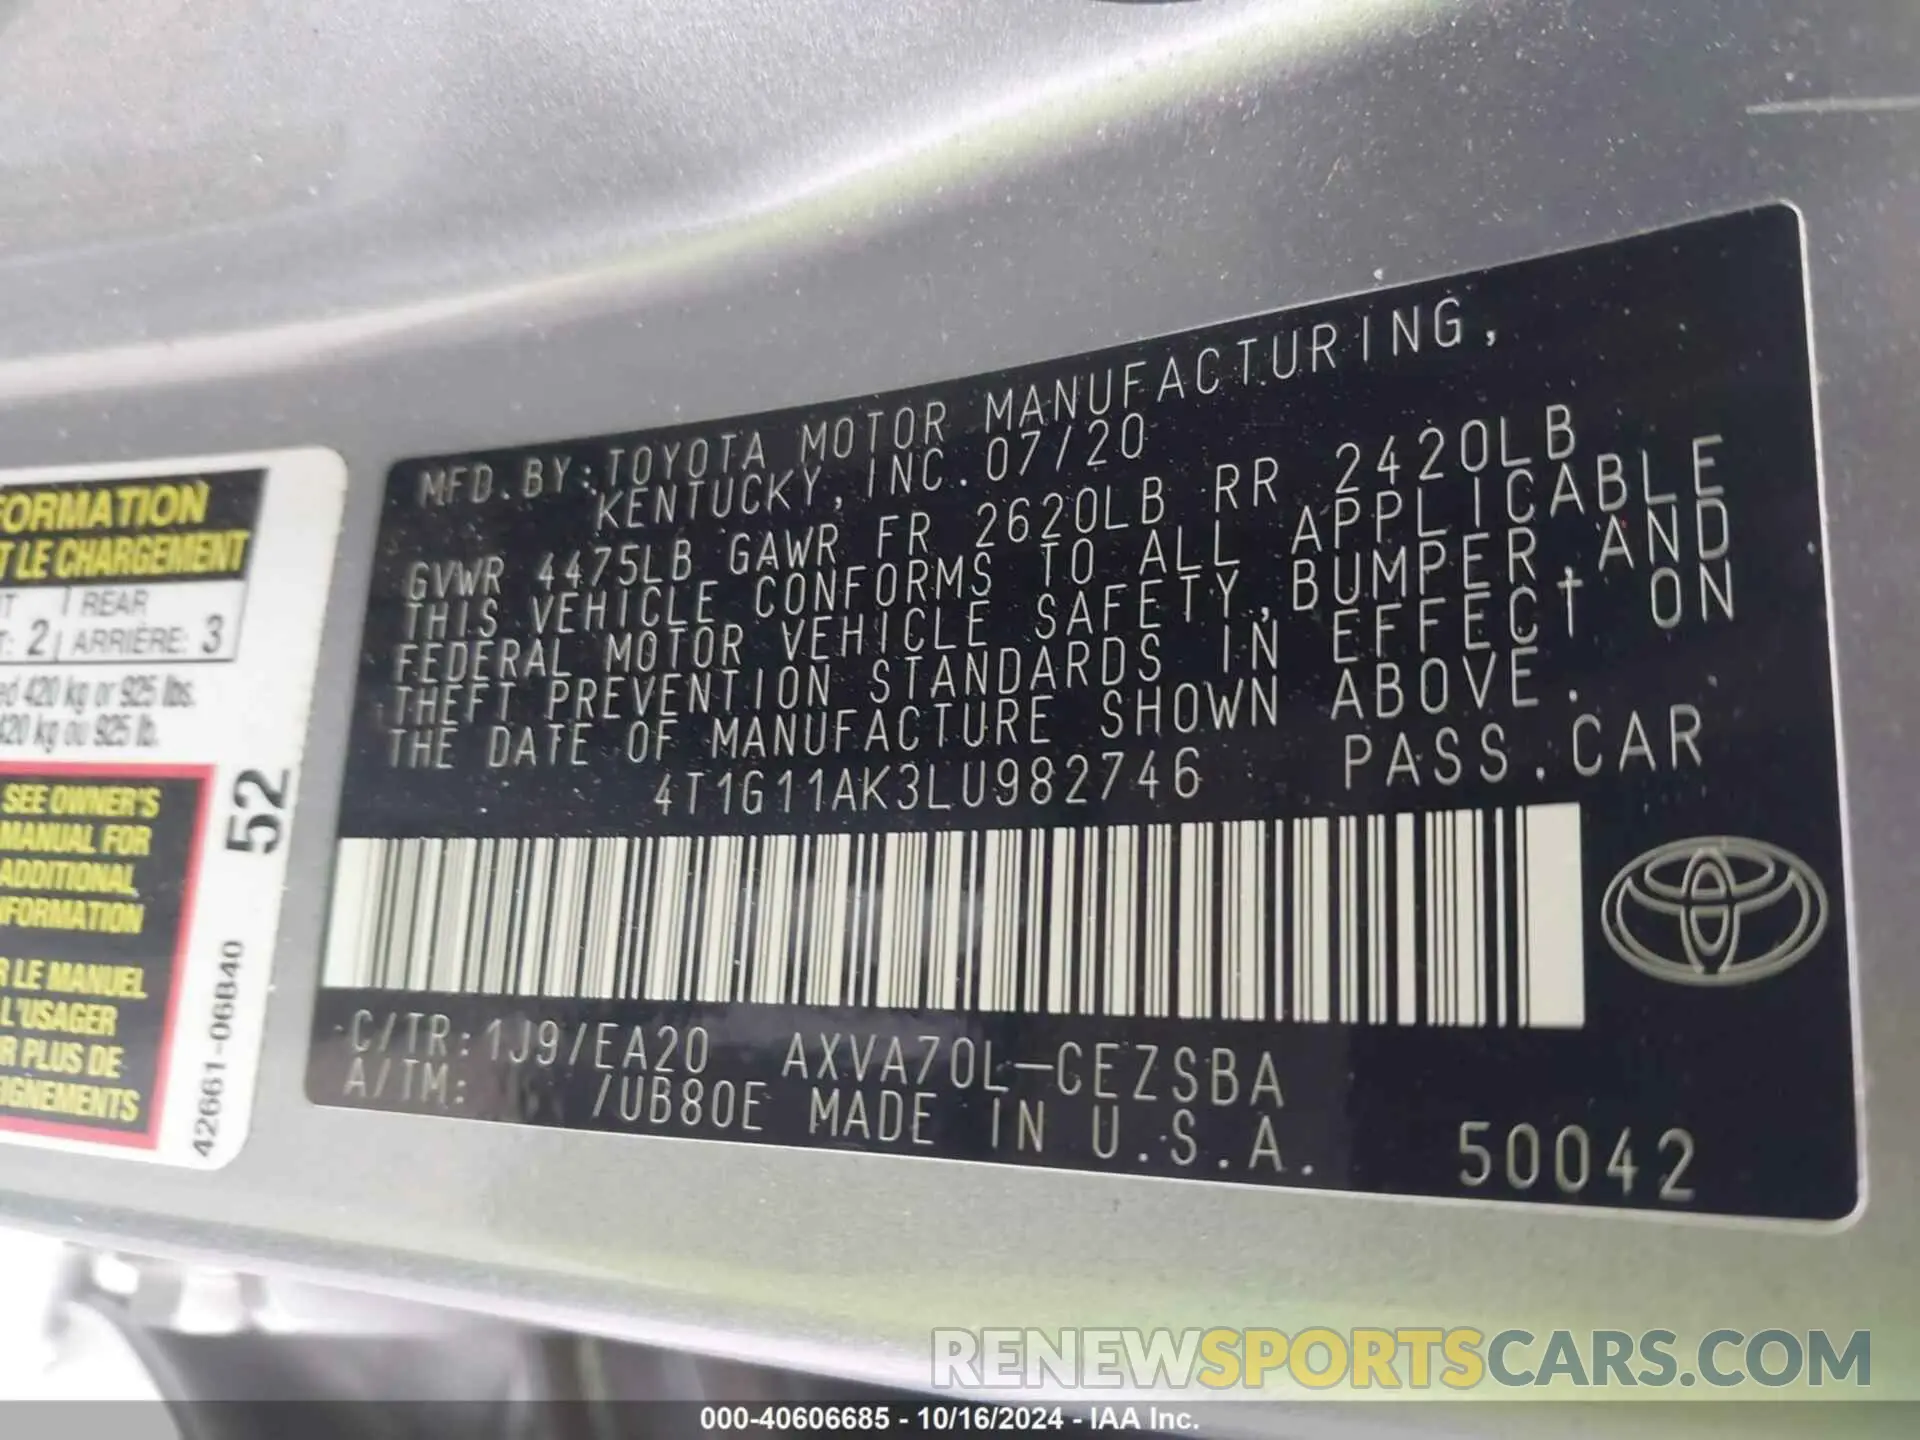 FORMATION
T LE CHARGEMENT
REAR
2 ARRIÈRE: 3
420 kg or 925 lbs.
420 kg ou 925 lb.
SEE OWNER'S
MANUAL FOR
ADDITIONAL
INFORMATION
LE MANUEL
L'USAGER
PLUS DE
52
42661-06B40
MFD. BY: TOYOTA MOTOR MANUFACTURING,
KENTUCKY, INC. 07/20
GVWR 4475LB GAWR FR 2620LB RR 2420LB
THIS VEHICLE CONFORMS TO ALL APPLICABLE
FEDERAL MOTOR VEHICLE SAFETY, BUMPER, AND
THEFT PREVENTION STANDARDS IN EFFECT ON
THE DATE OF MANUFACTURE SHOWN ABOVE.
4T1G11AK3LU982746 PASS. CAR
C/TR: 1J9/EA20 AXVA70L-CEZSBA
A/TM: /UB80E MADE IN U.S.A.
50042
RENEWSPORTSCARS.COM
000-40606685 - 10/16/2024 - IAA Inc.